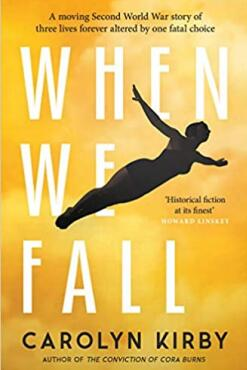 A moving Second World War story of
three lives forever altered by one fatal choice
WHEN
WE
FALL
'Historical fiction
at its finest'
HOWARD LINSKEY
CAROLYN KIRBY
AUTHOR OF THE CONVICTION OF CORA BURNS